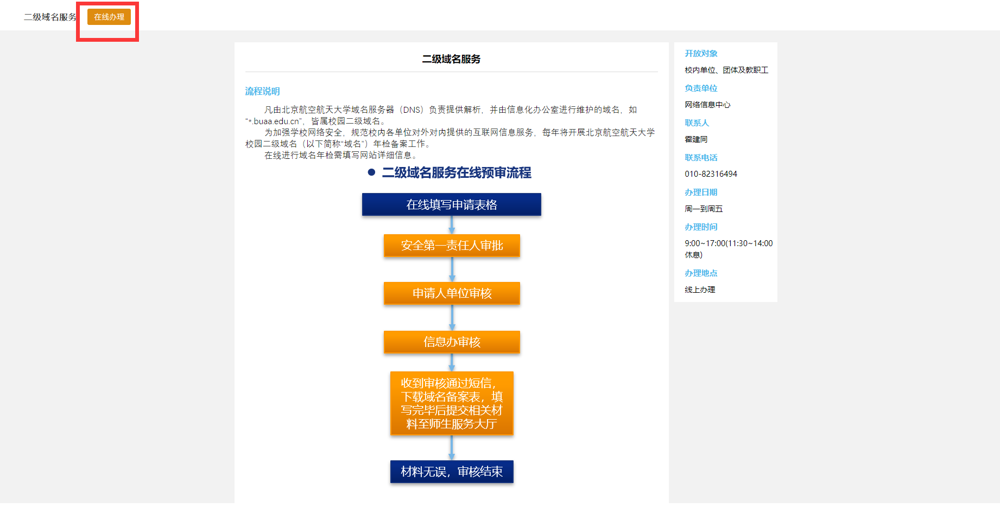 二级域名服务
在线办理
二级域名服务
流程说明
凡由北京航空航天大学域名服务器（DNS）负责提供解析，并由信息化办公室进行维护的域名，如
“*.buaa.edu.cn”，皆属校园二级域名。
为加强学校网络安全，规范校内各单位对外对内提供的互联网信息服务，每年将开展北京航空航天大学
校园二级域名（以下简称“域名”）年检备案工作。
在线进行域名年检需填写网站详细信息。
● 二级域名服务在线预审流程
在线填写申请表格
安全第一责任人审批
申请人单位审核
信息办审核
收到审核通过短信，
下载域名备案表，填
写完毕后提交相关材
料至师生服务大厅
材料无误，审核结束
开放对象
校内单位、团体及教职工
负责单位
网络信息中心
联系人
霍建同
联系电话
010-82316494
办理日期
周一到周五
办理时间
9:00~17:00(11:30~14:00
休息)
办理地点
线上办理